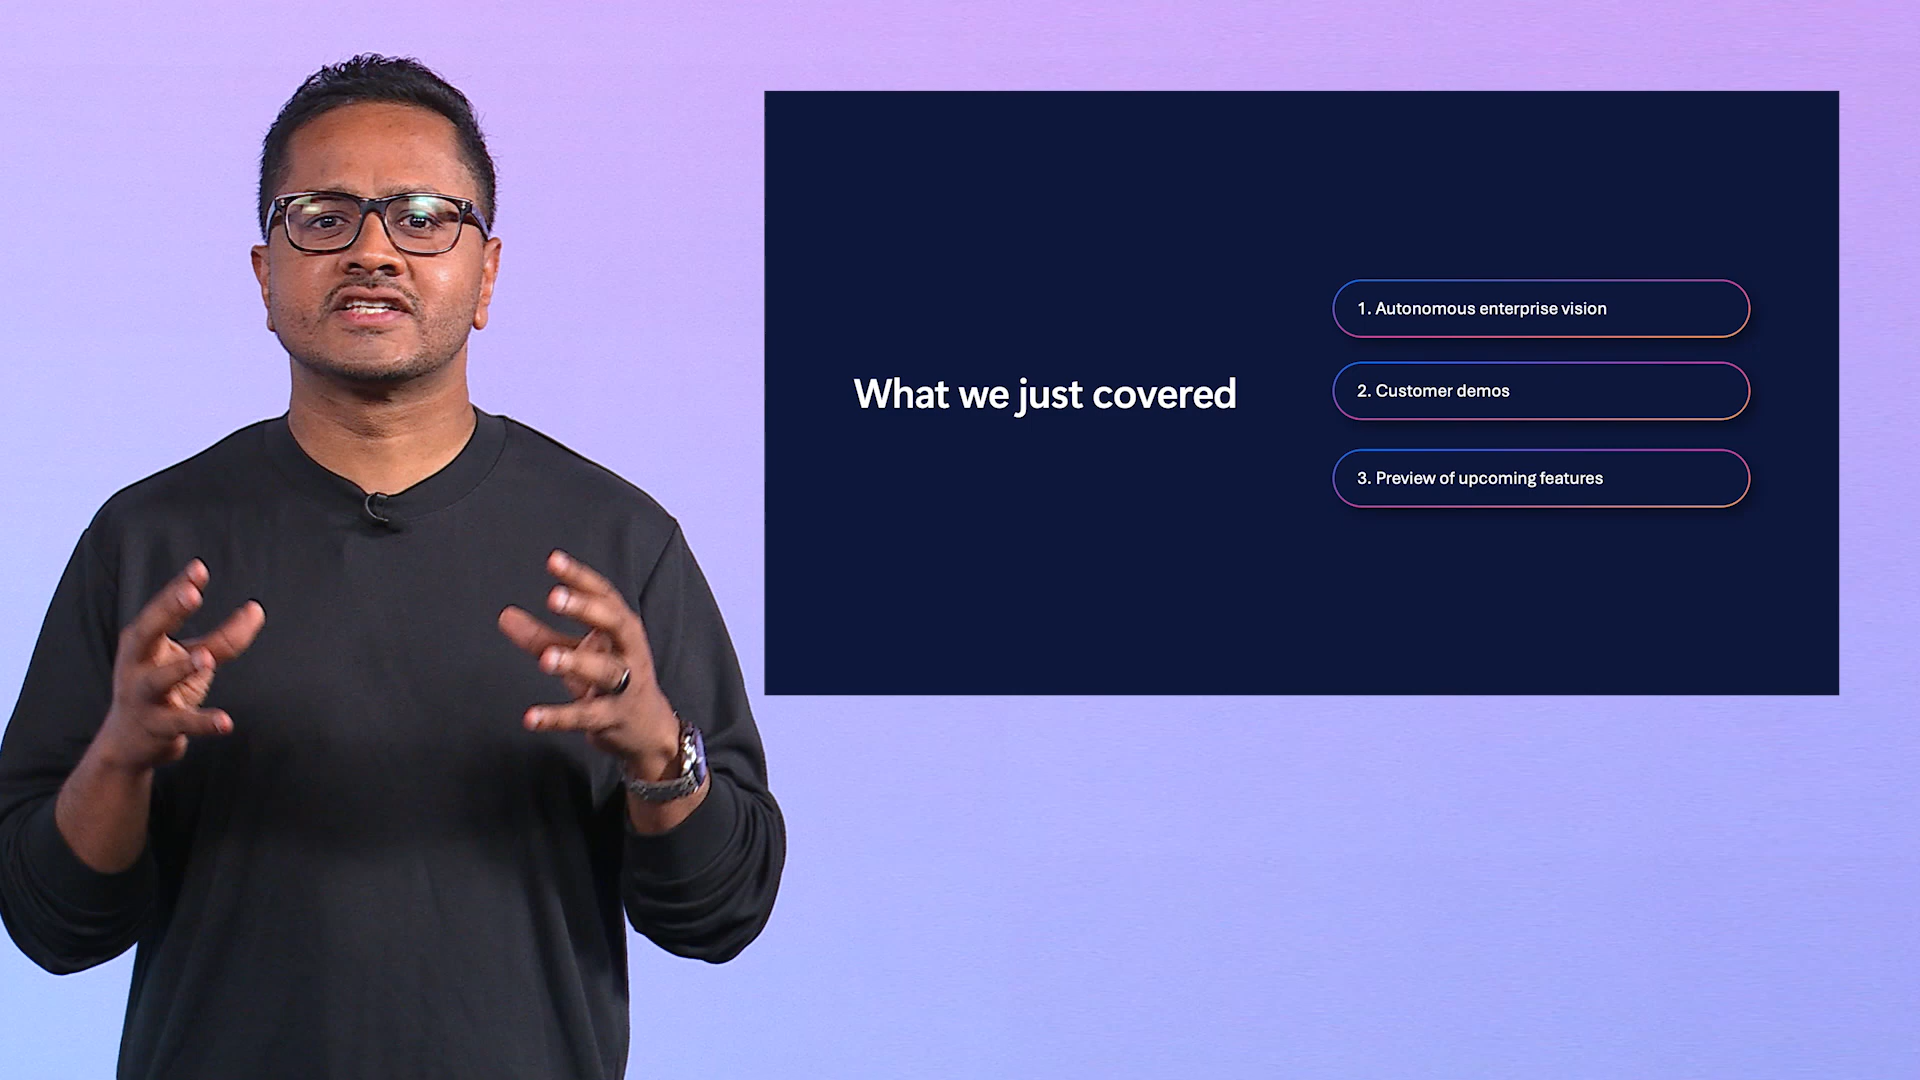 What we just covered
1. Autonomous enterprise vision
2. Customer demos
3. Preview of upcoming features